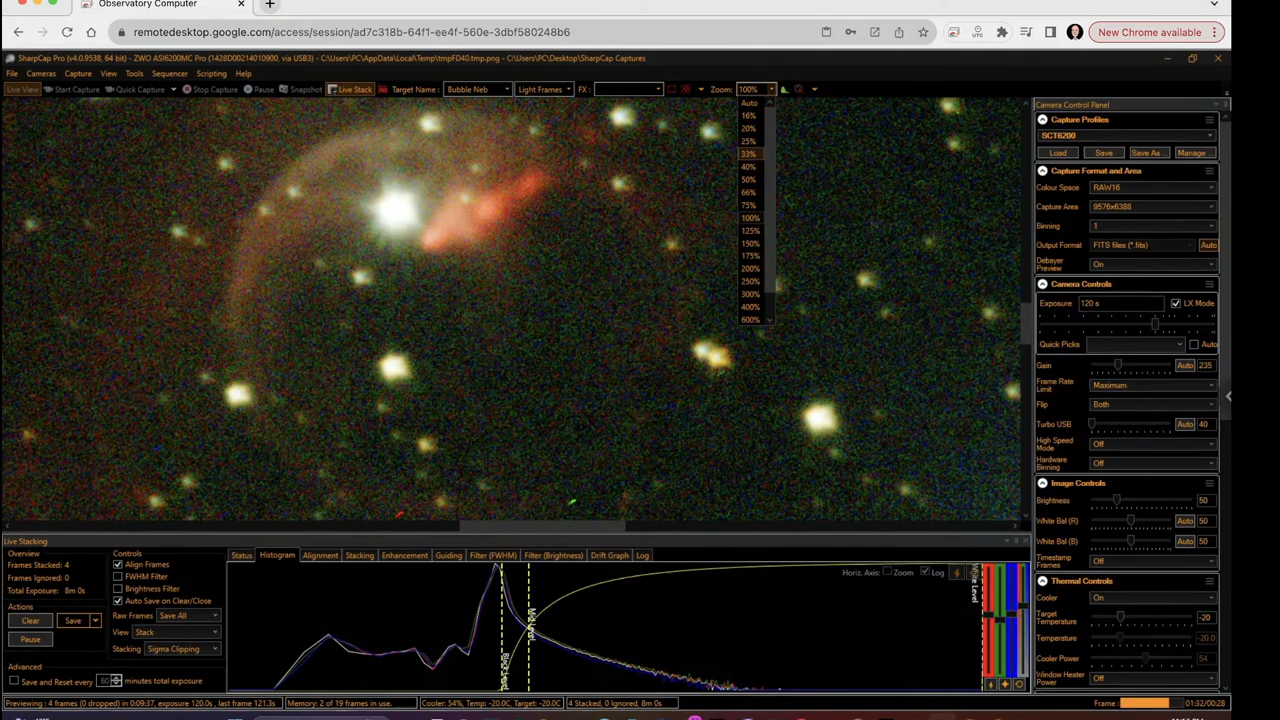 Observatory Computer
remotedesktop.google.com/access/session/ad7c318b-64f1-ee4f-560e-3dbf580248b6
New Chrome available
SharpCap Pro (v4.0.9538, 64 bit) - ZWO ASI6200MC Pro (1428D00214010900, via USB3) - C:\Users\PC\AppData\Local\Temp\tmpFD40.tmp.png - C:\Users\PC\Desktop\SharpCap Captures
File Cameras Capture View Tools Sequencer Scripting Help
Live View Start Capture Quick Capture Stop Capture Pause Snapshot Live Stack Target Name : Bubble Neb Light Frames FX : Zoom: 100%
Auto
16%
20%
25%
33%
40%
50%
66%
75%
100%
125%
150%
175%
200%
250%
300%
400%
600%
Camera Control Panel
Capture Profiles
SCT6200
Load Save Save As ... Manage ...
Capture Format and Area
Colour Space RAW16
Capture Area 9576x6388
Binning 1
Output Format FITS files (*.fits) Auto
Debayer Preview On
Camera Controls
Exposure 120 s LX Mode
Quick Picks Auto
Gain Auto 235
Frame Rate Limit Maximum
Flip Both
Turbo USB Auto 40
High Speed Mode Off
Hardware Binning Off
Image Controls
Brightness 50
White Bal (R) Auto 50
White Bal (B) Auto 50
Timestamp Frames Off
Thermal Controls
Cooler On
Target Temperature -20
Temperature -20.0
Cooler Power 54
Window Heater Power Off
Live Stacking
Overview
Frames Stacked: 4
Frames Ignored: 0
Total Exposure: 8m 0s
Actions
Clear Save
Pause
Advanced
Save and Reset every 60 minutes total exposure
Controls
Align Frames
FWHM Filter
Brightness Filter
Auto Save on Clear/Close
Raw Frames Save All
View Stack
Stacking Sigma Clipping
Status Histogram Alignment Stacking Enhancement Guiding Filter (FWHM) Filter (Brightness) Drift Graph Log
Horiz. Axis: Zoom Log
Black Level
Mid Level
White Level
Previewing : 4 frames (0 dropped) in 0:09:37, exposure 120.0s, last frame 121.3s
Memory: 2 of 19 frames in use.
Cooler: 54%, Temp: -20.0C, Target: -20.0C
4 Stacked, 0 Ignored, 8m 0s
Frame : 01:32/00:28